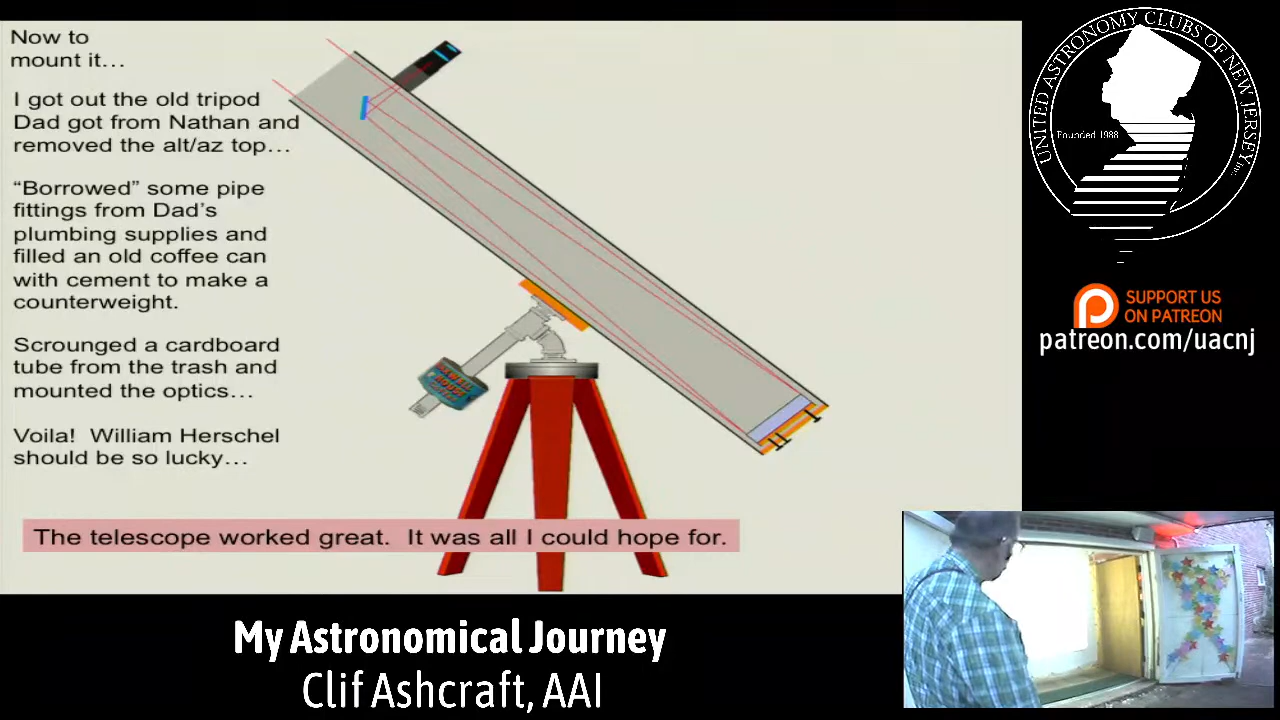 Now to
mount it…
I got out the old tripod
Dad got from Nathan and
removed the alt/az top…
“Borrowed” some pipe
fittings from Dad’s
plumbing supplies and
filled an old coffee can
with cement to make a
counterweight.
Scrounged a cardboard
tube from the trash and
mounted the optics…
Voila!  William Herschel
should be so lucky…
The telescope worked great.  It was all I could hope for.
MAXWELL
HOUSE
UNITED ASTRONOMY CLUBS OF NEW JERSEY, Inc.
Founded 1988
SUPPORT US
ON PATREON
patreon.com/uacnj
My Astronomical Journey
Clif Ashcraft, AAI